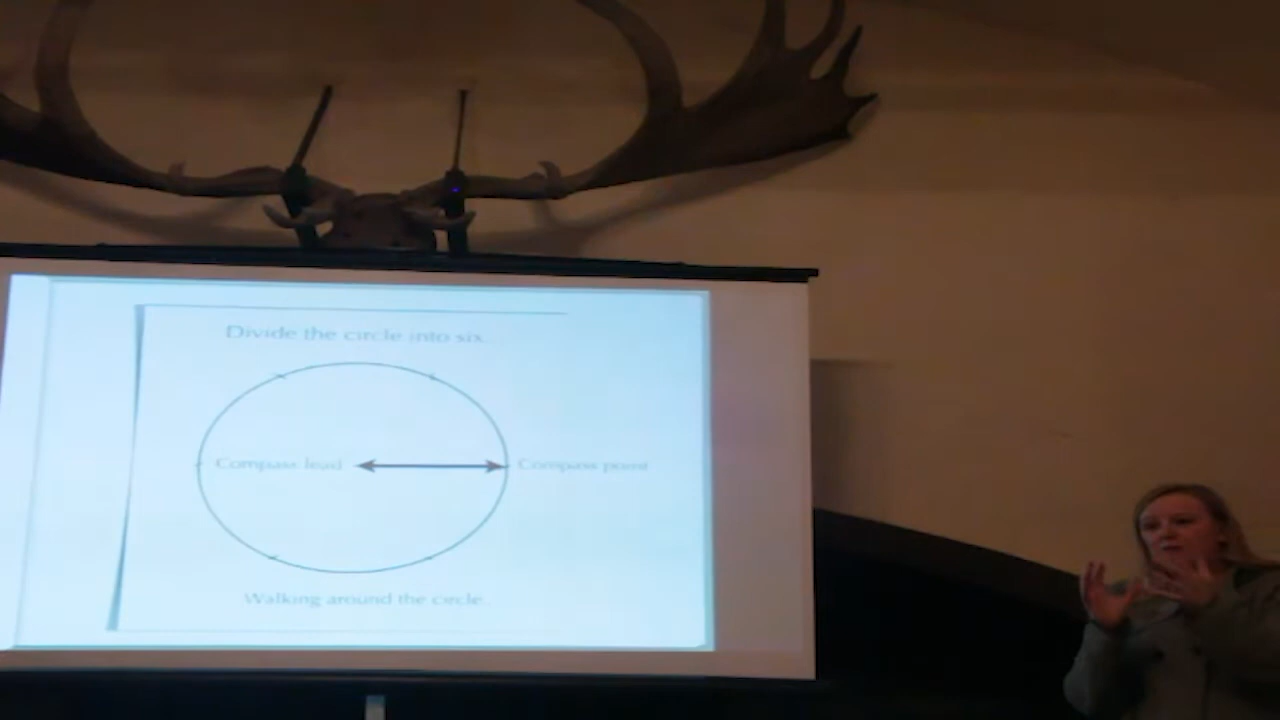 Divide the circle into six.
Compass lead
Compass point
Walking around the circle.